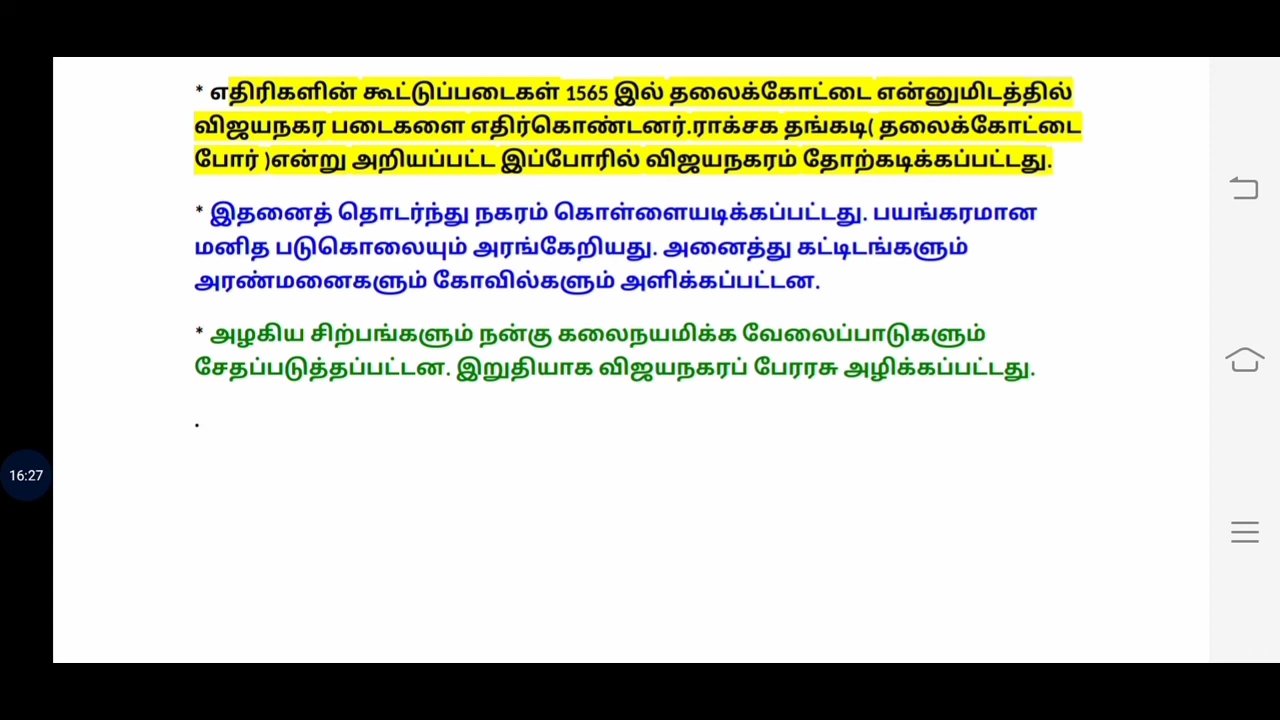 * எதிரிகளின் கூட்டுப்படைகள் 1565 இல் தலைக்கோட்டை என்னுமிடத்தில்
விஜயநகர படைகளை எதிர்கொண்டனர்.ராக்சக தங்கடி( தலைக்கோட்டை
போர் )என்று அறியப்பட்ட இப்போரில் விஜயநகரம் தோற்கடிக்கப்பட்டது.
* இதனைத் தொடர்ந்து நகரம் கொள்ளையடிக்கப்பட்டது. பயங்கரமான
மனித படுகொலையும் அரங்கேறியது. அனைத்து கட்டிடங்களும்
அரண்மனைகளும் கோவில்களும் அளிக்கப்பட்டன.
* அழகிய சிற்பங்களும் நன்கு கலைநயமிக்க வேலைப்பாடுகளும்
சேதப்படுத்தப்பட்டன. இறுதியாக விஜயநகரப் பேரரசு அழிக்கப்பட்டது.
.
16:27